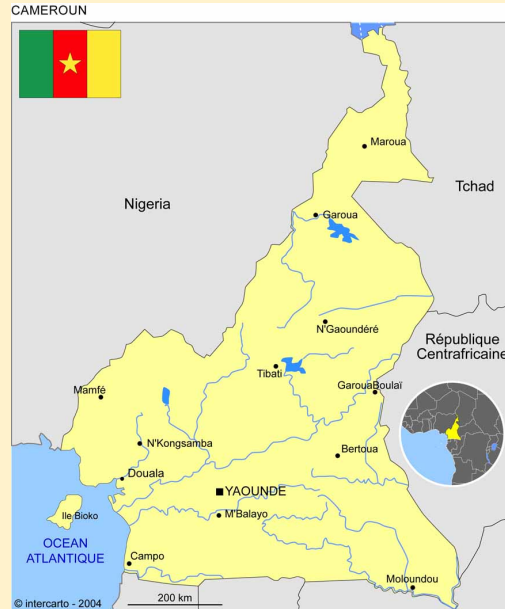 CAMEROUN
Maroua
Tchad
Nigeria
Garoua
N'Gaoundéré
République
Centrafricaine
Tibati
GarouaBoulaï
Mamfé
N'Kongsamba
Bertoua
Douala
YAOUNDE
Ile Bioko
M'Balayo
OCEAN
ATLANTIQUE
Campo
Moloundou
© intercarto - 2004
200 km